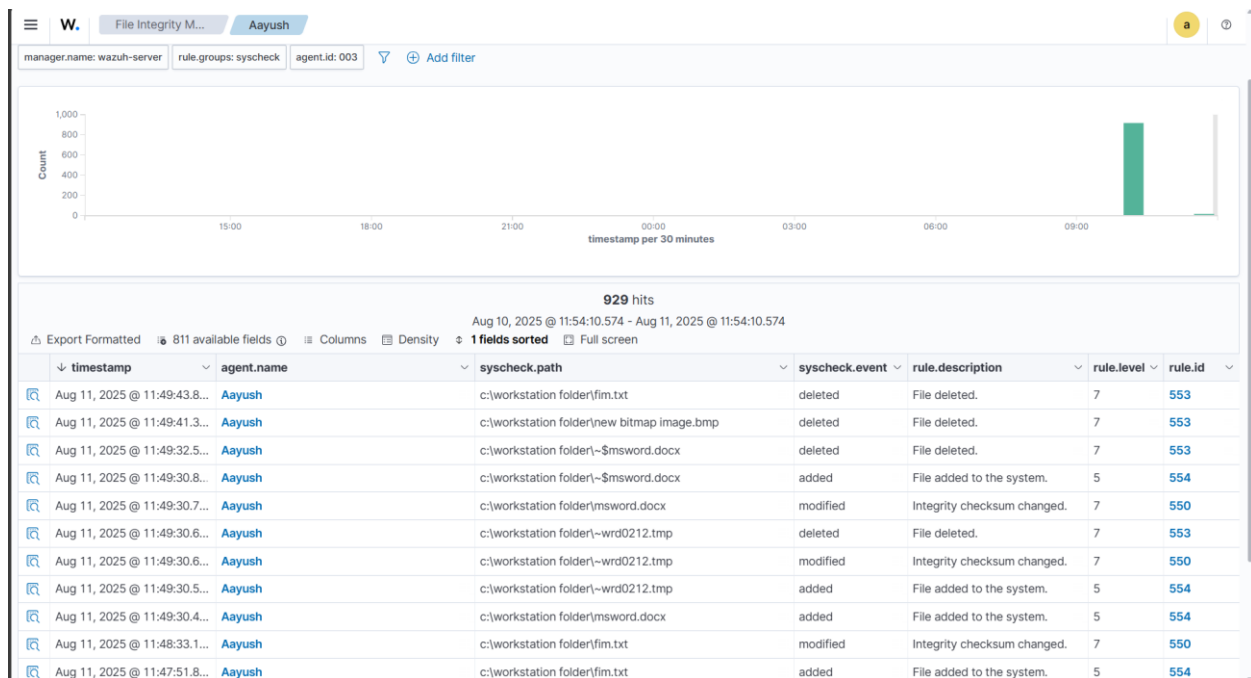 W. File Integrity M... Aayush a
manager.name: wazuh-server rule.groups: syscheck agent.id: 003 Add filter
1,000
800
600
400
200
0
Count
15:00 18:00 21:00 00:00 03:00 06:00 09:00
timestamp per 30 minutes
929 hits
Aug 10, 2025 @ 11:54:10.574 - Aug 11, 2025 @ 11:54:10.574
Export Formatted 811 available fields Columns Density 1 fields sorted Full screen
timestamp agent.name syscheck.path syscheck.event rule.description rule.level rule.id
Aug 11, 2025 @ 11:49:43.8... Aayush c:\workstation folder\fim.txt deleted File deleted. 7 553
Aug 11, 2025 @ 11:49:41.3... Aayush c:\workstation folder\new bitmap image.bmp deleted File deleted. 7 553
Aug 11, 2025 @ 11:49:32.5... Aayush c:\workstation folder\~$msword.docx deleted File deleted. 7 553
Aug 11, 2025 @ 11:49:30.8... Aayush c:\workstation folder\~$msword.docx added File added to the system. 5 554
Aug 11, 2025 @ 11:49:30.7... Aayush c:\workstation folder\msword.docx modified Integrity checksum changed. 7 550
Aug 11, 2025 @ 11:49:30.6... Aayush c:\workstation folder\~wrd0212.tmp deleted File deleted. 7 553
Aug 11, 2025 @ 11:49:30.6... Aayush c:\workstation folder\~wrd0212.tmp modified Integrity checksum changed. 7 550
Aug 11, 2025 @ 11:49:30.5... Aayush c:\workstation folder\~wrd0212.tmp added File added to the system. 5 554
Aug 11, 2025 @ 11:49:30.4... Aayush c:\workstation folder\msword.docx added File added to the system. 5 554
Aug 11, 2025 @ 11:48:33.1... Aayush c:\workstation folder\fim.txt modified Integrity checksum changed. 7 550
Aug 11, 2025 @ 11:47:51.8... Aayush c:\workstation folder\fim.txt added File added to the system. 5 554